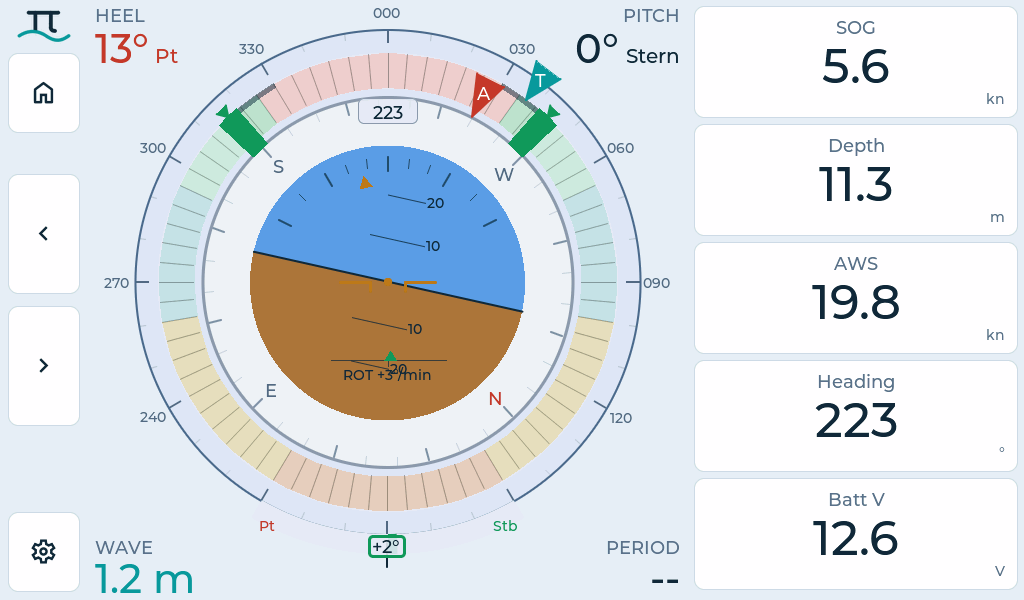 HEEL
13° Pt
PITCH
0° Stern
000
330
030
300
060
270
090
240
120
A
T
223
S
W
E
N
20
10
10
20
ROT +3°/min
Pt
Stb
+2°
WAVE
1.2 m
PERIOD
--
SOG
5.6
kn
Depth
11.3
m
AWS
19.8
kn
Heading
223
°
Batt V
12.6
V